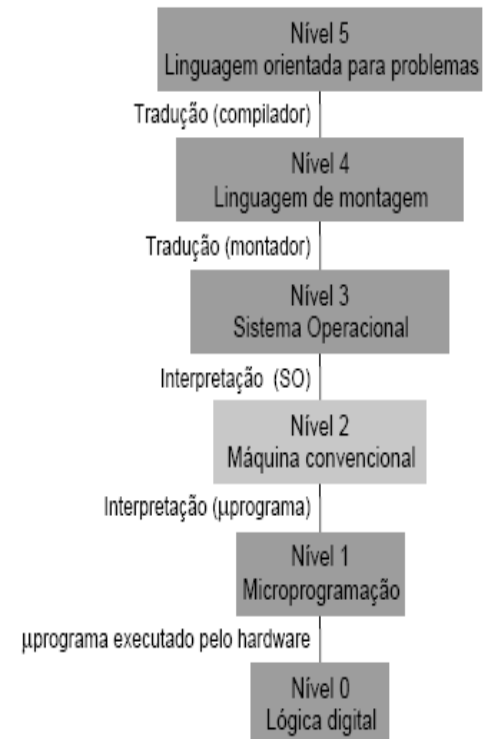 Nível 5
Linguagem orientada para problemas
Tradução (compilador)
Nível 4
Linguagem de montagem
Tradução (montador)
Nível 3
Sistema Operacional
Interpretação (SO)
Nível 2
Máquina convencional
Interpretação (μprograma)
Nível 1
Microprogramação
μprograma executado pelo hardware
Nível 0
Lógica digital